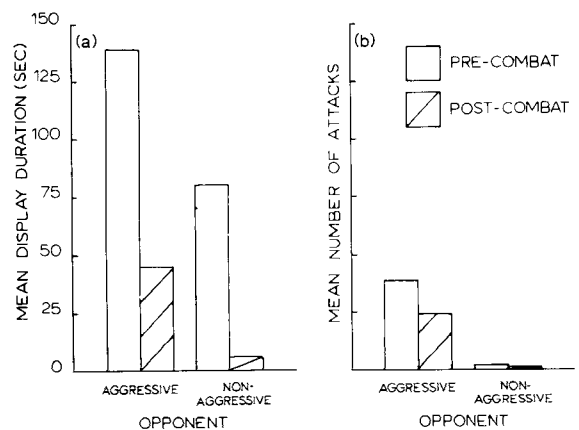 (a)
MEAN DISPLAY DURATION (SEC)
150
125
100
75
50
25
0
AGGRESSIVE
NON-
AGGRESSIVE
OPPONENT
(b)
MEAN NUMBER OF ATTACKS
PRE-COMBAT
POST-COMBAT
AGGRESSIVE
NON-
AGGRESSIVE
OPPONENT